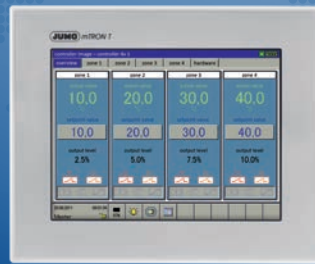 JUMO mTRON T
controller image - controller 4x 1
overview zone 1 zone 2 zone 3 zone 4 hardware
zone 1 zone 2 zone 3 zone 4
10,0 20,0 30,0 40,0
setpoint value setpoint value setpoint value setpoint value
10,0 20,0 30.0 40.0
output level output level output level output level
2.5% 5.0% 7.5% 10.0%
Master